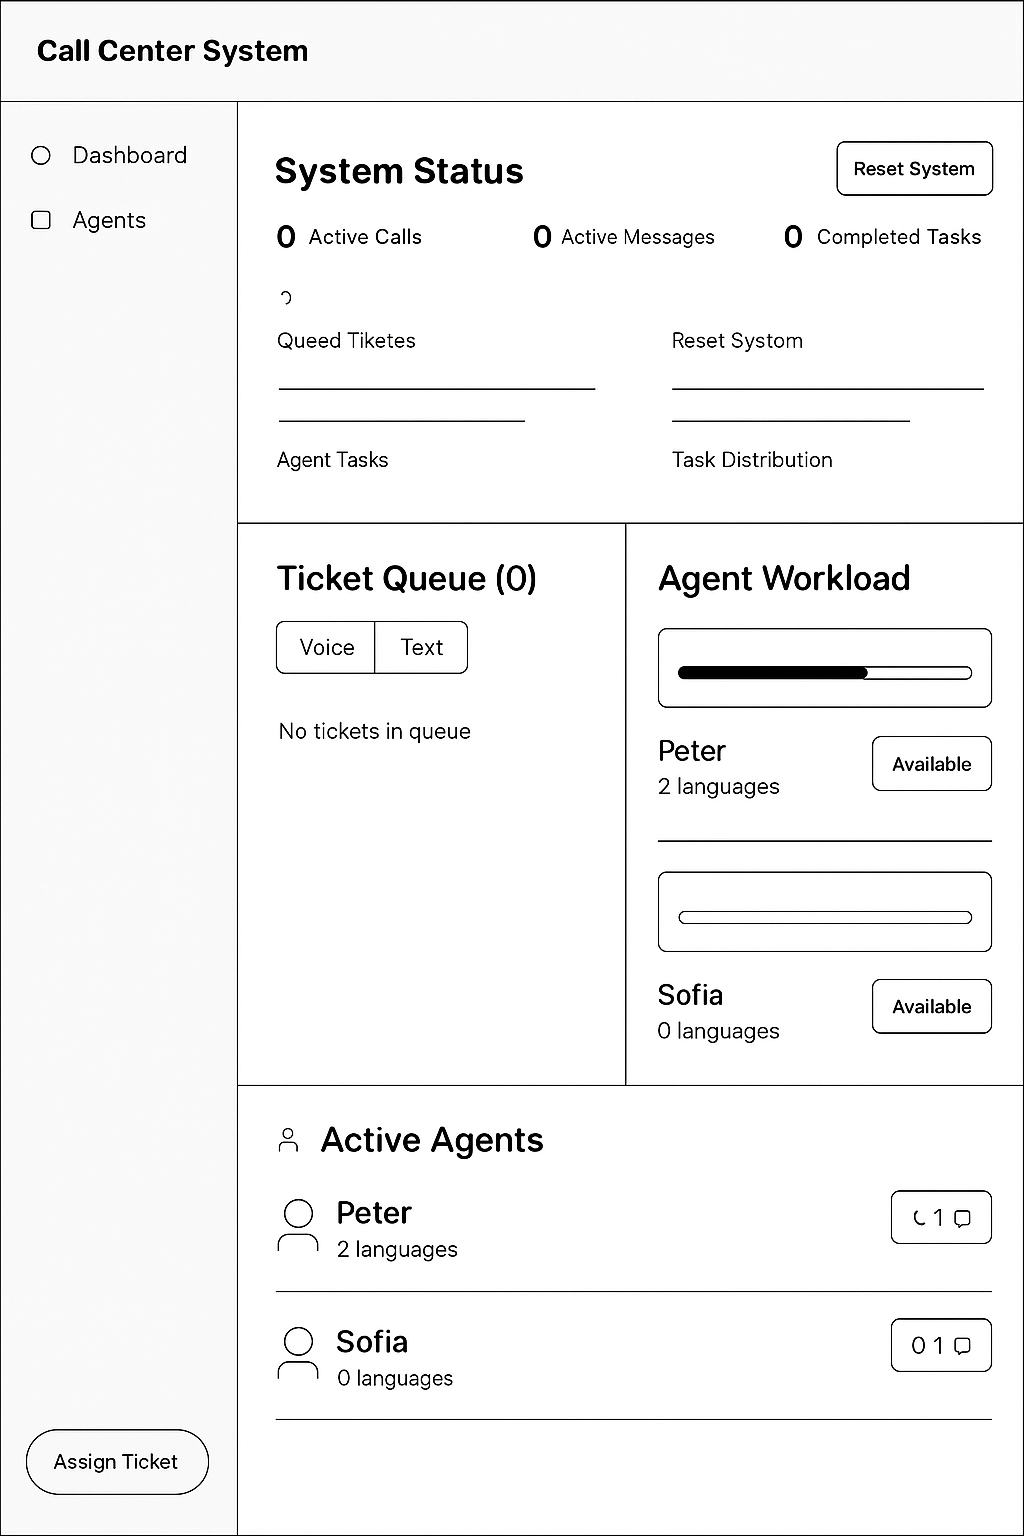 Call Center System
Dashboard
Agents
System Status
Reset System
0 Active Calls
0 Active Messages
0 Completed Tasks
Queed Tiketes
Reset Systom
Agent Tasks
Task Distribution
Ticket Queue (0)
Voice
Text
No tickets in queue
Agent Workload
Peter
2 languages
Available
Sofia
0 languages
Available
Active Agents
Peter
2 languages
1
Sofia
0 languages
0 1
Assign Ticket